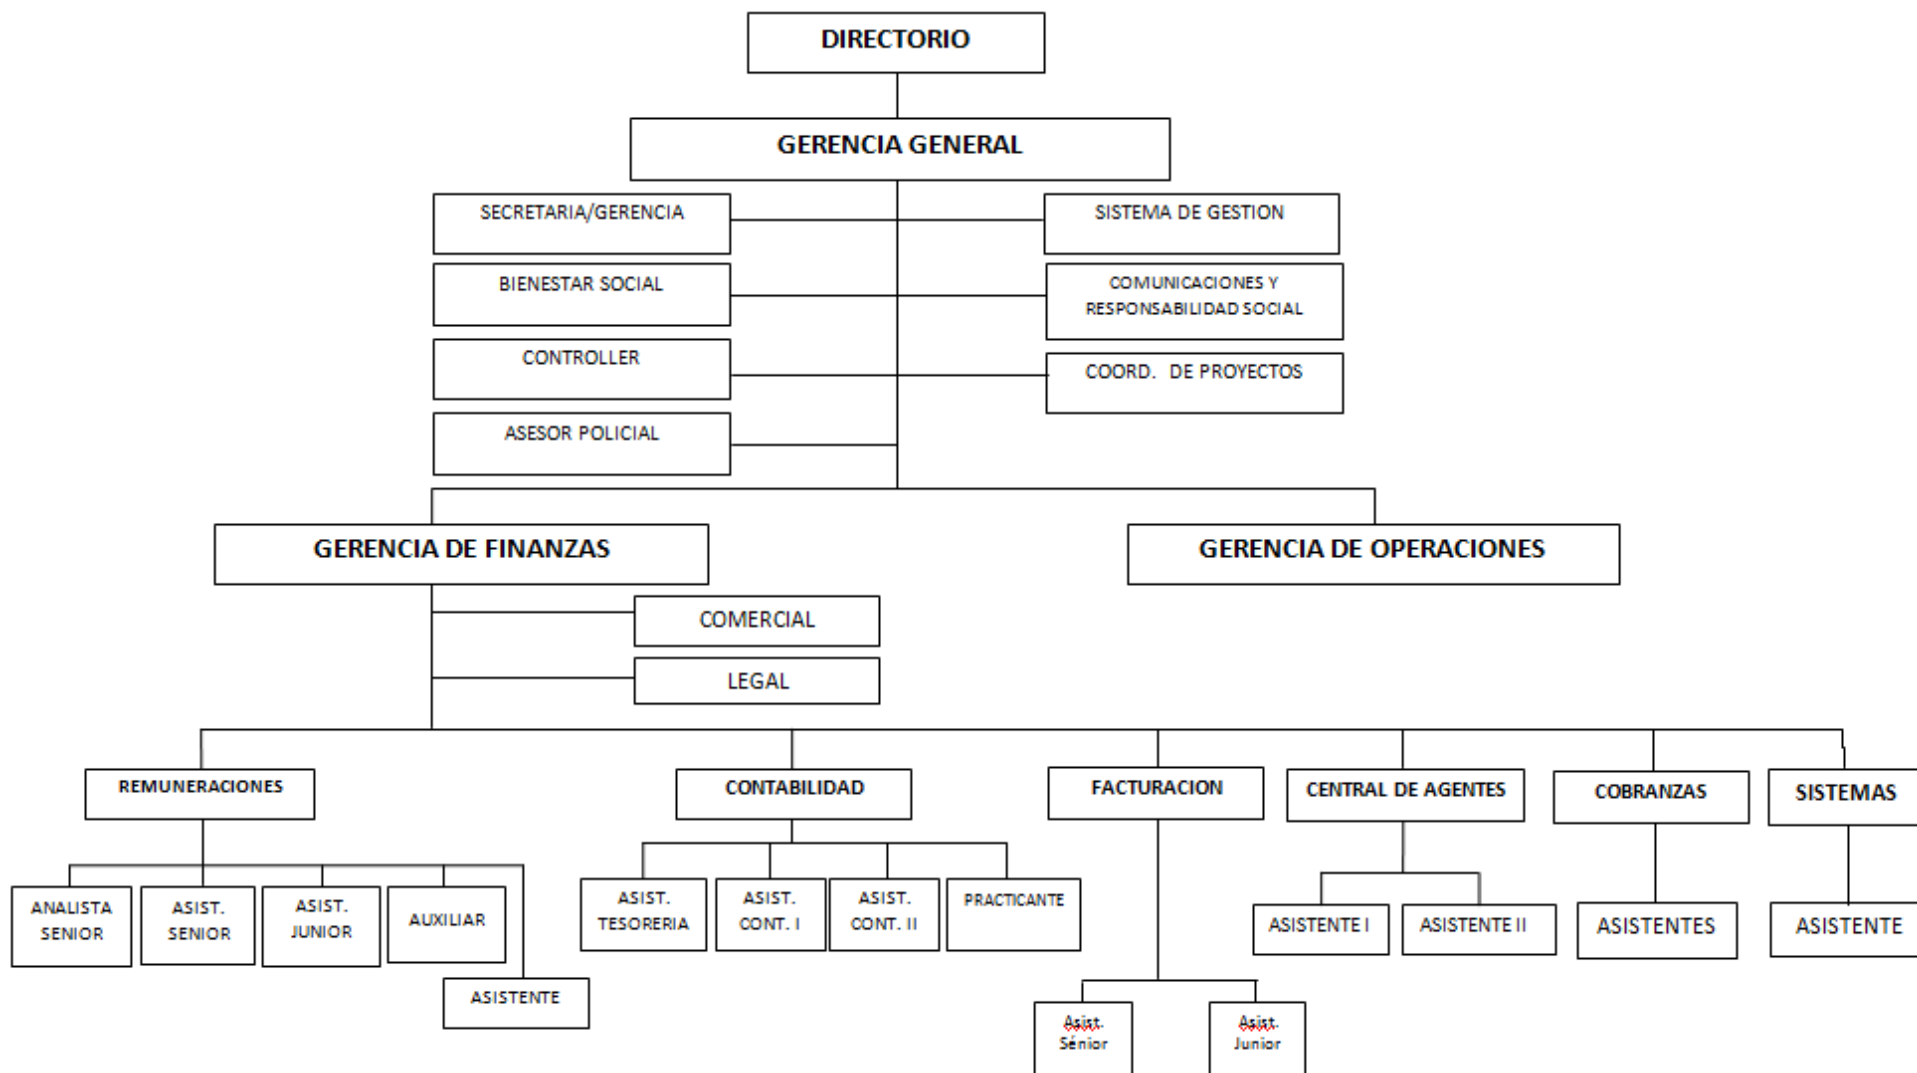 DIRECTORIO
GERENCIA GENERAL
SECRETARIA/GERENCIA
SISTEMA DE GESTION
BIENESTAR SOCIAL
COMUNICACIONES Y
RESPONSABILIDAD SOCIAL
CONTROLLER
COORD. DE PROYECTOS
ASESOR POLICIAL
GERENCIA DE FINANZAS
GERENCIA DE OPERACIONES
COMERCIAL
LEGAL
REMUNERACIONES
CONTABILIDAD
FACTURACION
CENTRAL DE AGENTES
COBRANZAS
SISTEMAS
ANALISTA
SENIOR
ASIST.
SENIOR
ASIST.
JUNIOR
AUXILIAR
ASISTENTE
ASIST.
TESORERIA
ASIST.
CONT. I
ASIST.
CONT. II
PRACTICANTE
Asist.
Sénior
Asist.
Junior
ASISTENTE I
ASISTENTE II
ASISTENTES
ASISTENTE